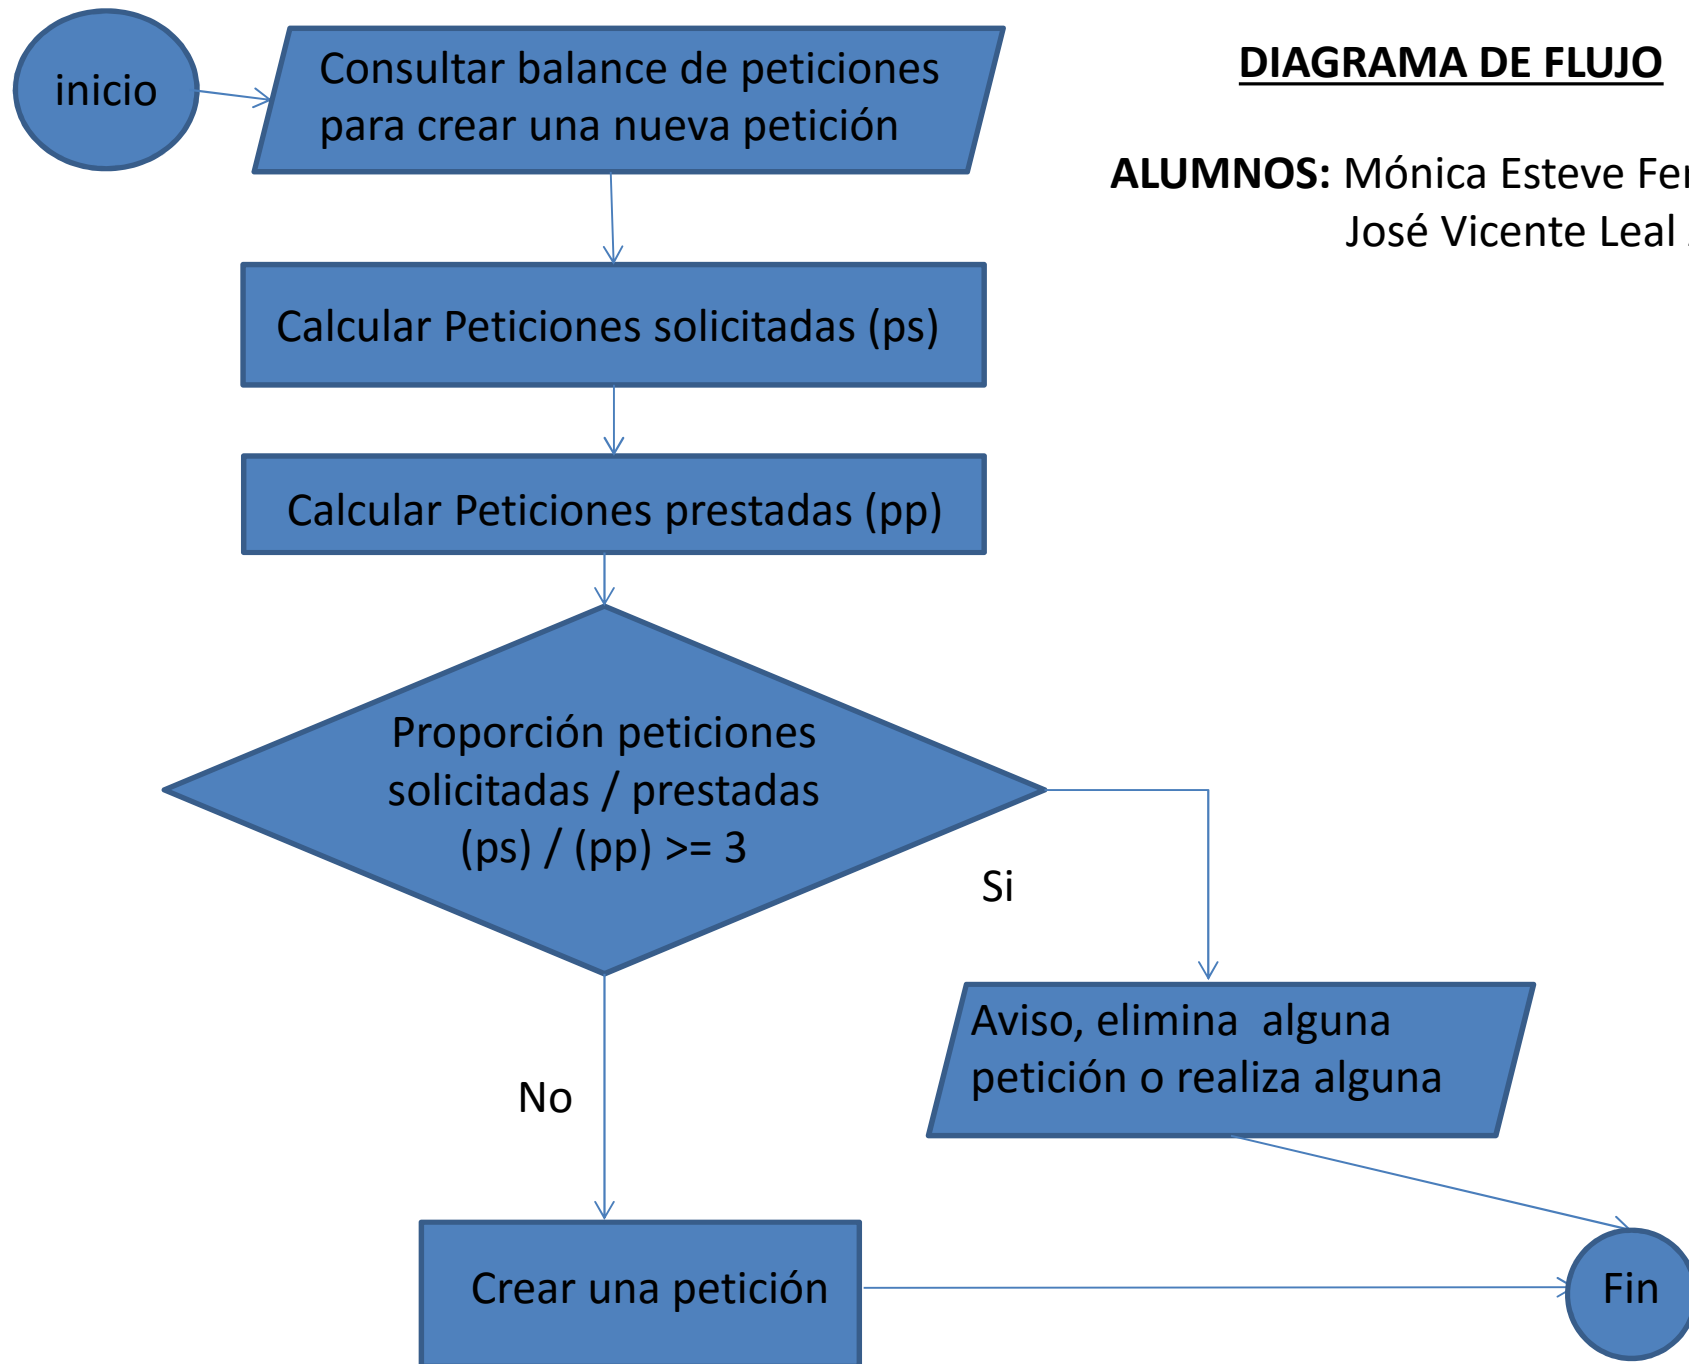 inicio
Consultar balance de peticiones
para crear una nueva petición
DIAGRAMA DE FLUJO
ALUMNOS: Mónica Esteve
José Vicente Leal
Calcular Peticiones solicitadas (ps)
Calcular Peticiones prestadas (pp)
Proporción peticiones
solicitadas / prestadas
(ps) / (pp) >= 3
Si
Aviso, elimina alguna
petición o realiza alguna
No
Crear una petición
Fin